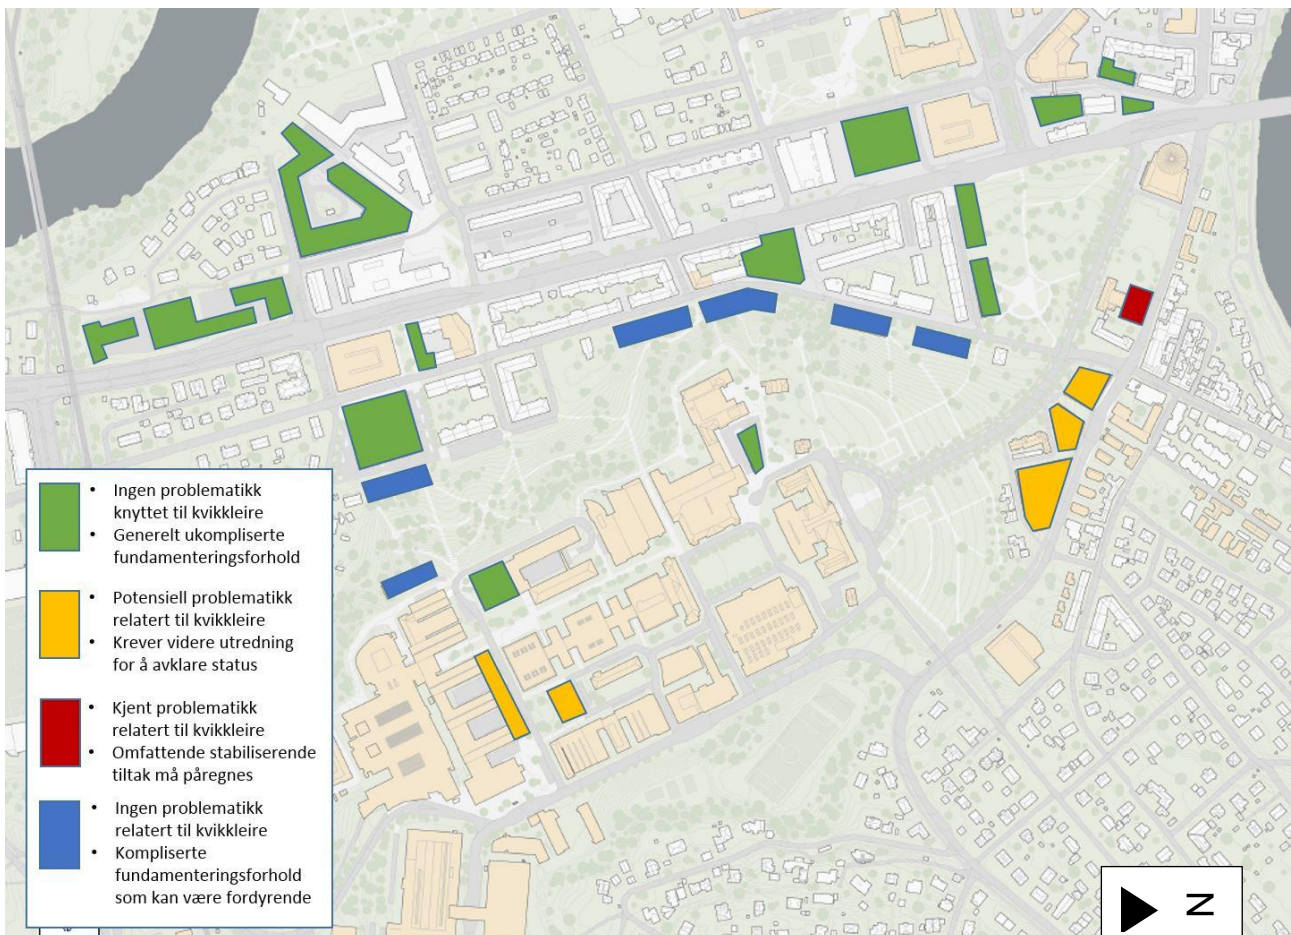 • Ingen problematikk
knyttet til kvikkleire
• Generelt ukompliserte
fundamenteringsforhold
• Potensiell problematikk
relatert til kvikkleire
• Krever videre utredning
for å avklare status
• Kjent problematikk
relatert til kvikkleire
• Omfattende stabiliserende
tiltak må påregnes
• Ingen problematikk
relatert til kvikkleire
• Kompliserte
fundamenteringsforhold
som kan være fordyrende
N